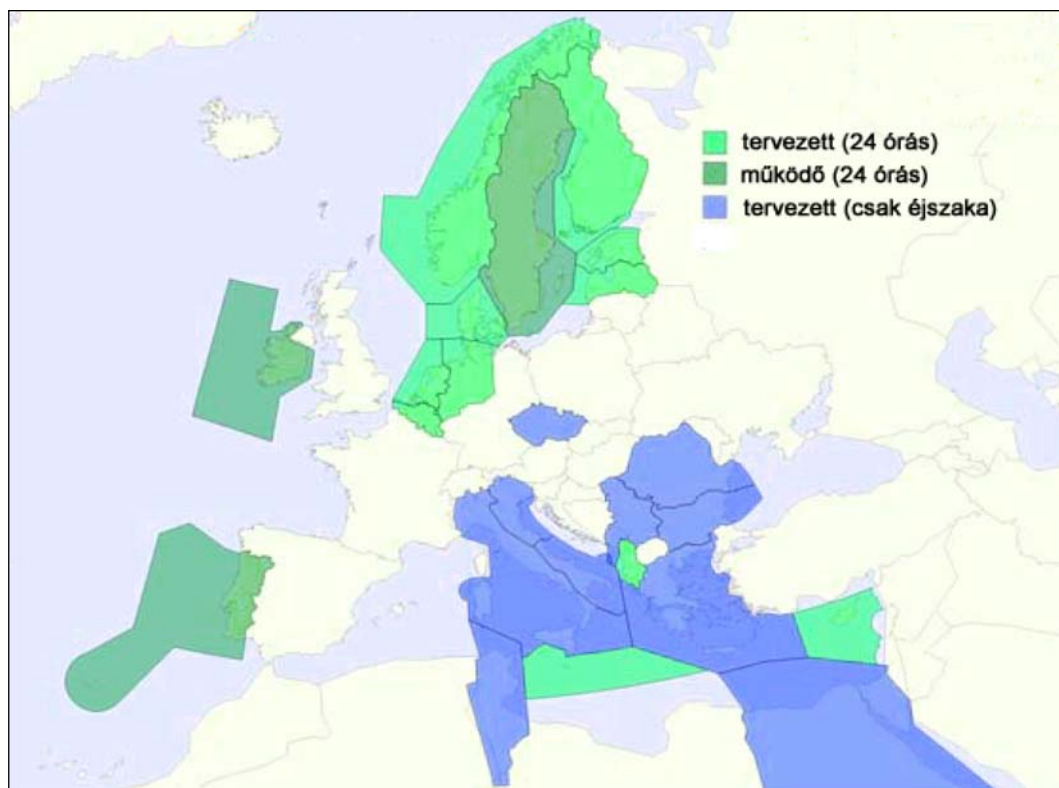 tervezett (24 órás)
működő (24 órás)
tervezett (csak éjszaka)